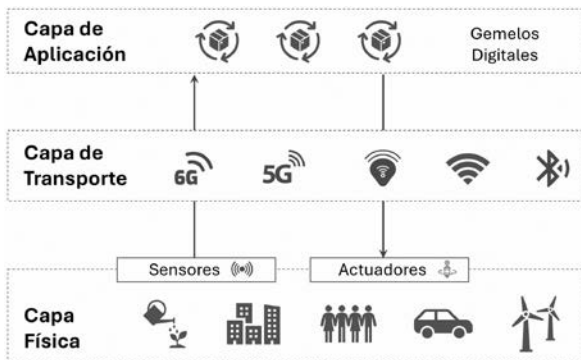 Capa de
Aplicación
Gemelos
Digitales
Capa de
Transporte
6G
5G
Sensores
Actuadores
Capa
Física